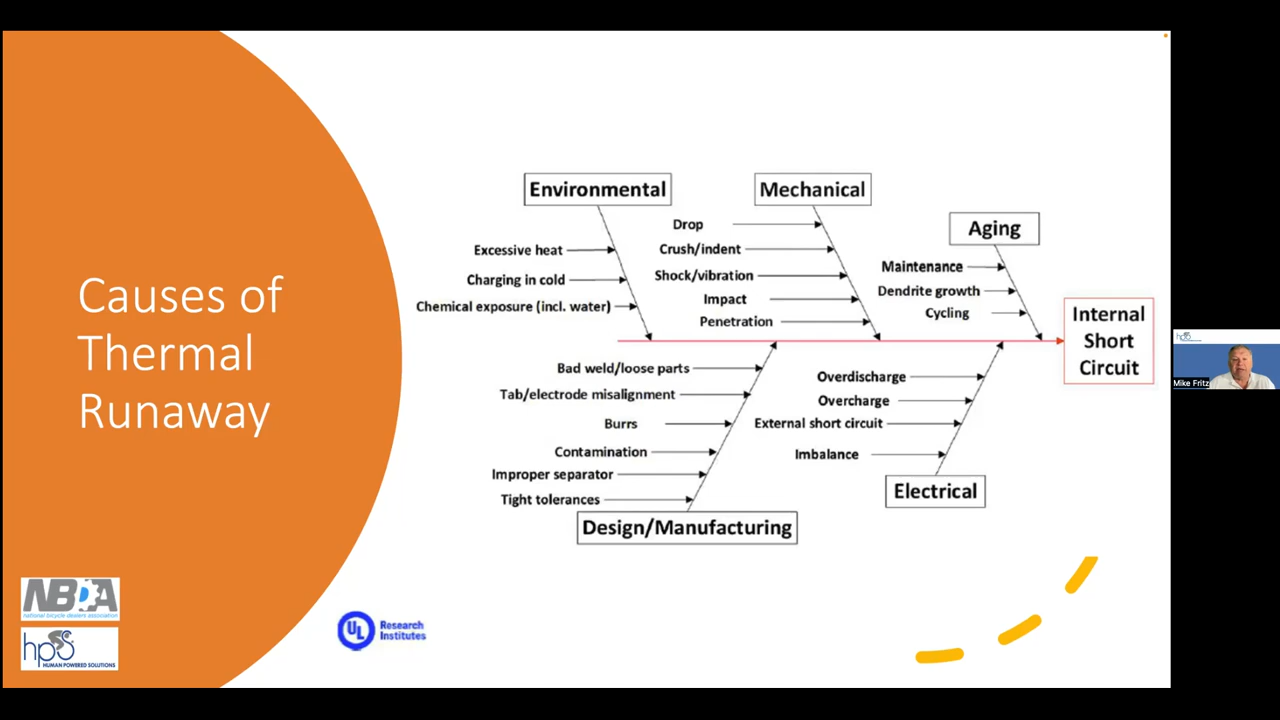 Causes of
Thermal
Runaway
Environmental
Excessive heat
Charging in cold
Chemical exposure (incl. water)
Mechanical
Drop
Crush/indent
Shock/vibration
Impact
Penetration
Aging
Maintenance
Dendrite growth
Cycling
Internal
Short
Circuit
Bad weld/loose parts
Tab/electrode misalignment
Burrs
Contamination
Improper separator
Tight tolerances
Design/Manufacturing
Overdischarge
Overcharge
External short circuit
Imbalance
Electrical
NBDA
national bicycle dealers association
hps
HUMAN POWERED SOLUTIONS
UL
Research
Institutes
hps
Mike Fritz